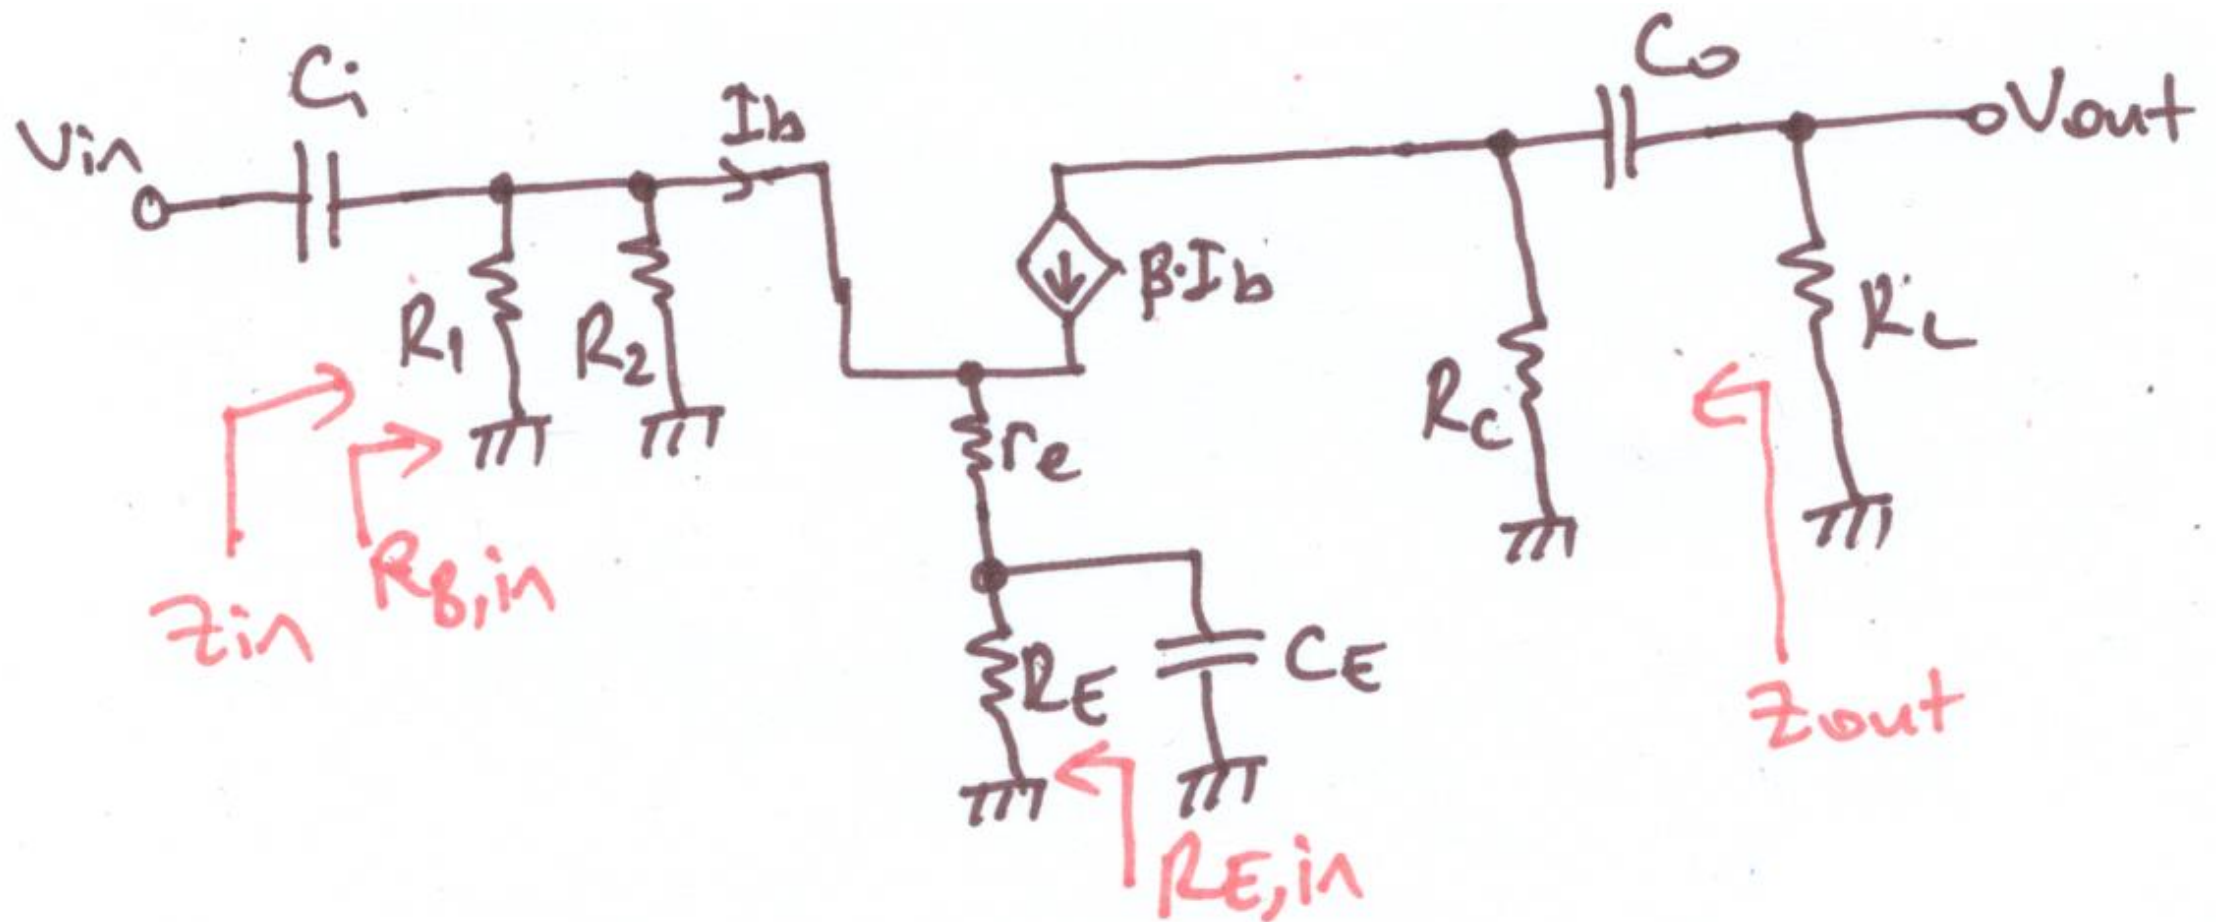 Vin
Ci
Ib
β·Ib
Co
Vout
R1
R2
re
RC
RL
RE
CE
Zin
RB,in
RE,in
Zout